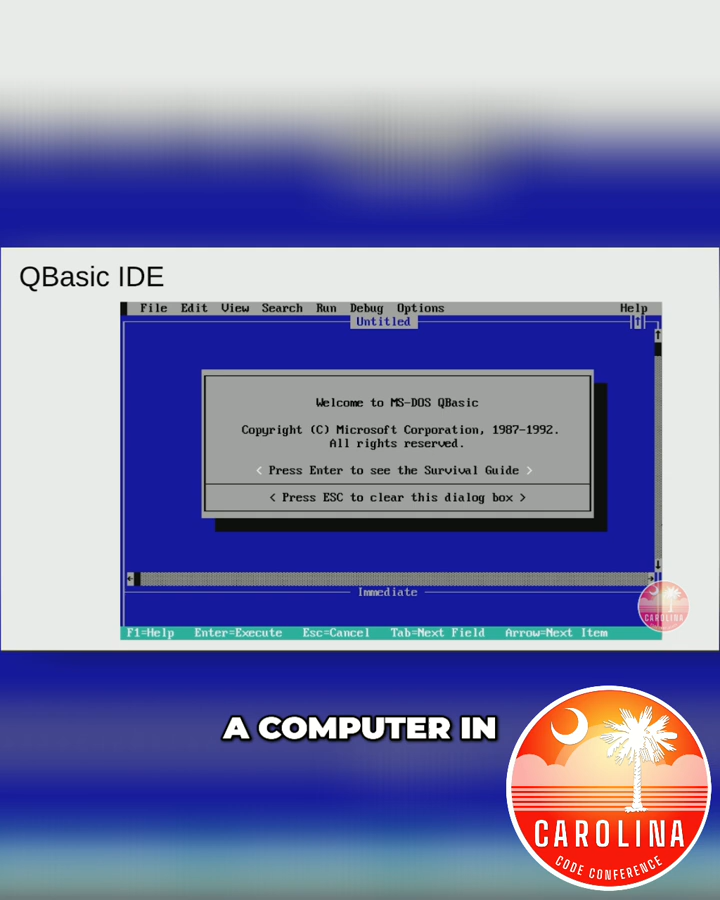 QBasic IDE
File Edit View Search Run Debug Options Help
Untitled
Welcome to MS-DOS QBasic
Copyright (C) Microsoft Corporation, 1987-1992.
All rights reserved.
< Press Enter to see the Survival Guide >
< Press ESC to clear this dialog box >
Immediate
CAROLINA
F1=Help Enter=Execute Esc=Cancel Tab=Next Field Arrow=Next Item
A COMPUTER IN
CAROLINA
CODE CONFERENCE